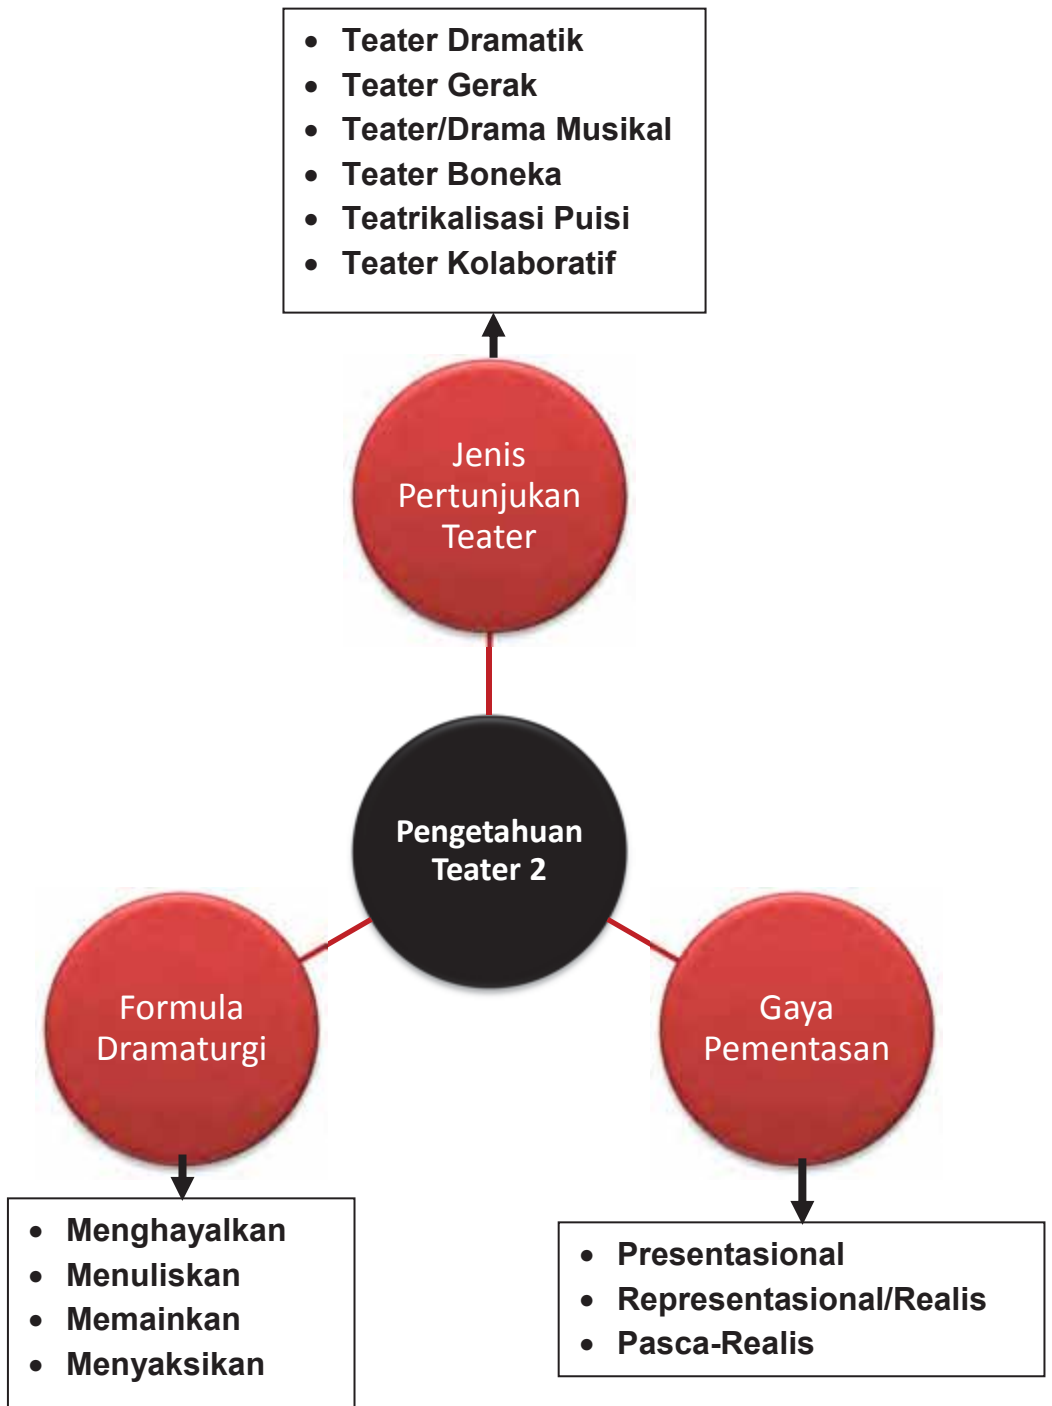 • Teater Dramatik
• Teater Gerak
• Teater/Drama Musikal
• Teater Boneka
• Teatrikalisasi Puisi
• Teater Kolaboratif
Jenis
Pertunjukan
Teater
Pengetahuan
Teater 2
Formula
Dramaturgi
Gaya
Pementasan
• Menghayalkan
• Menuliskan
• Memainkan
• Menyaksikan
• Presentasional
• Representasional/Realis
• Pasca-Realis